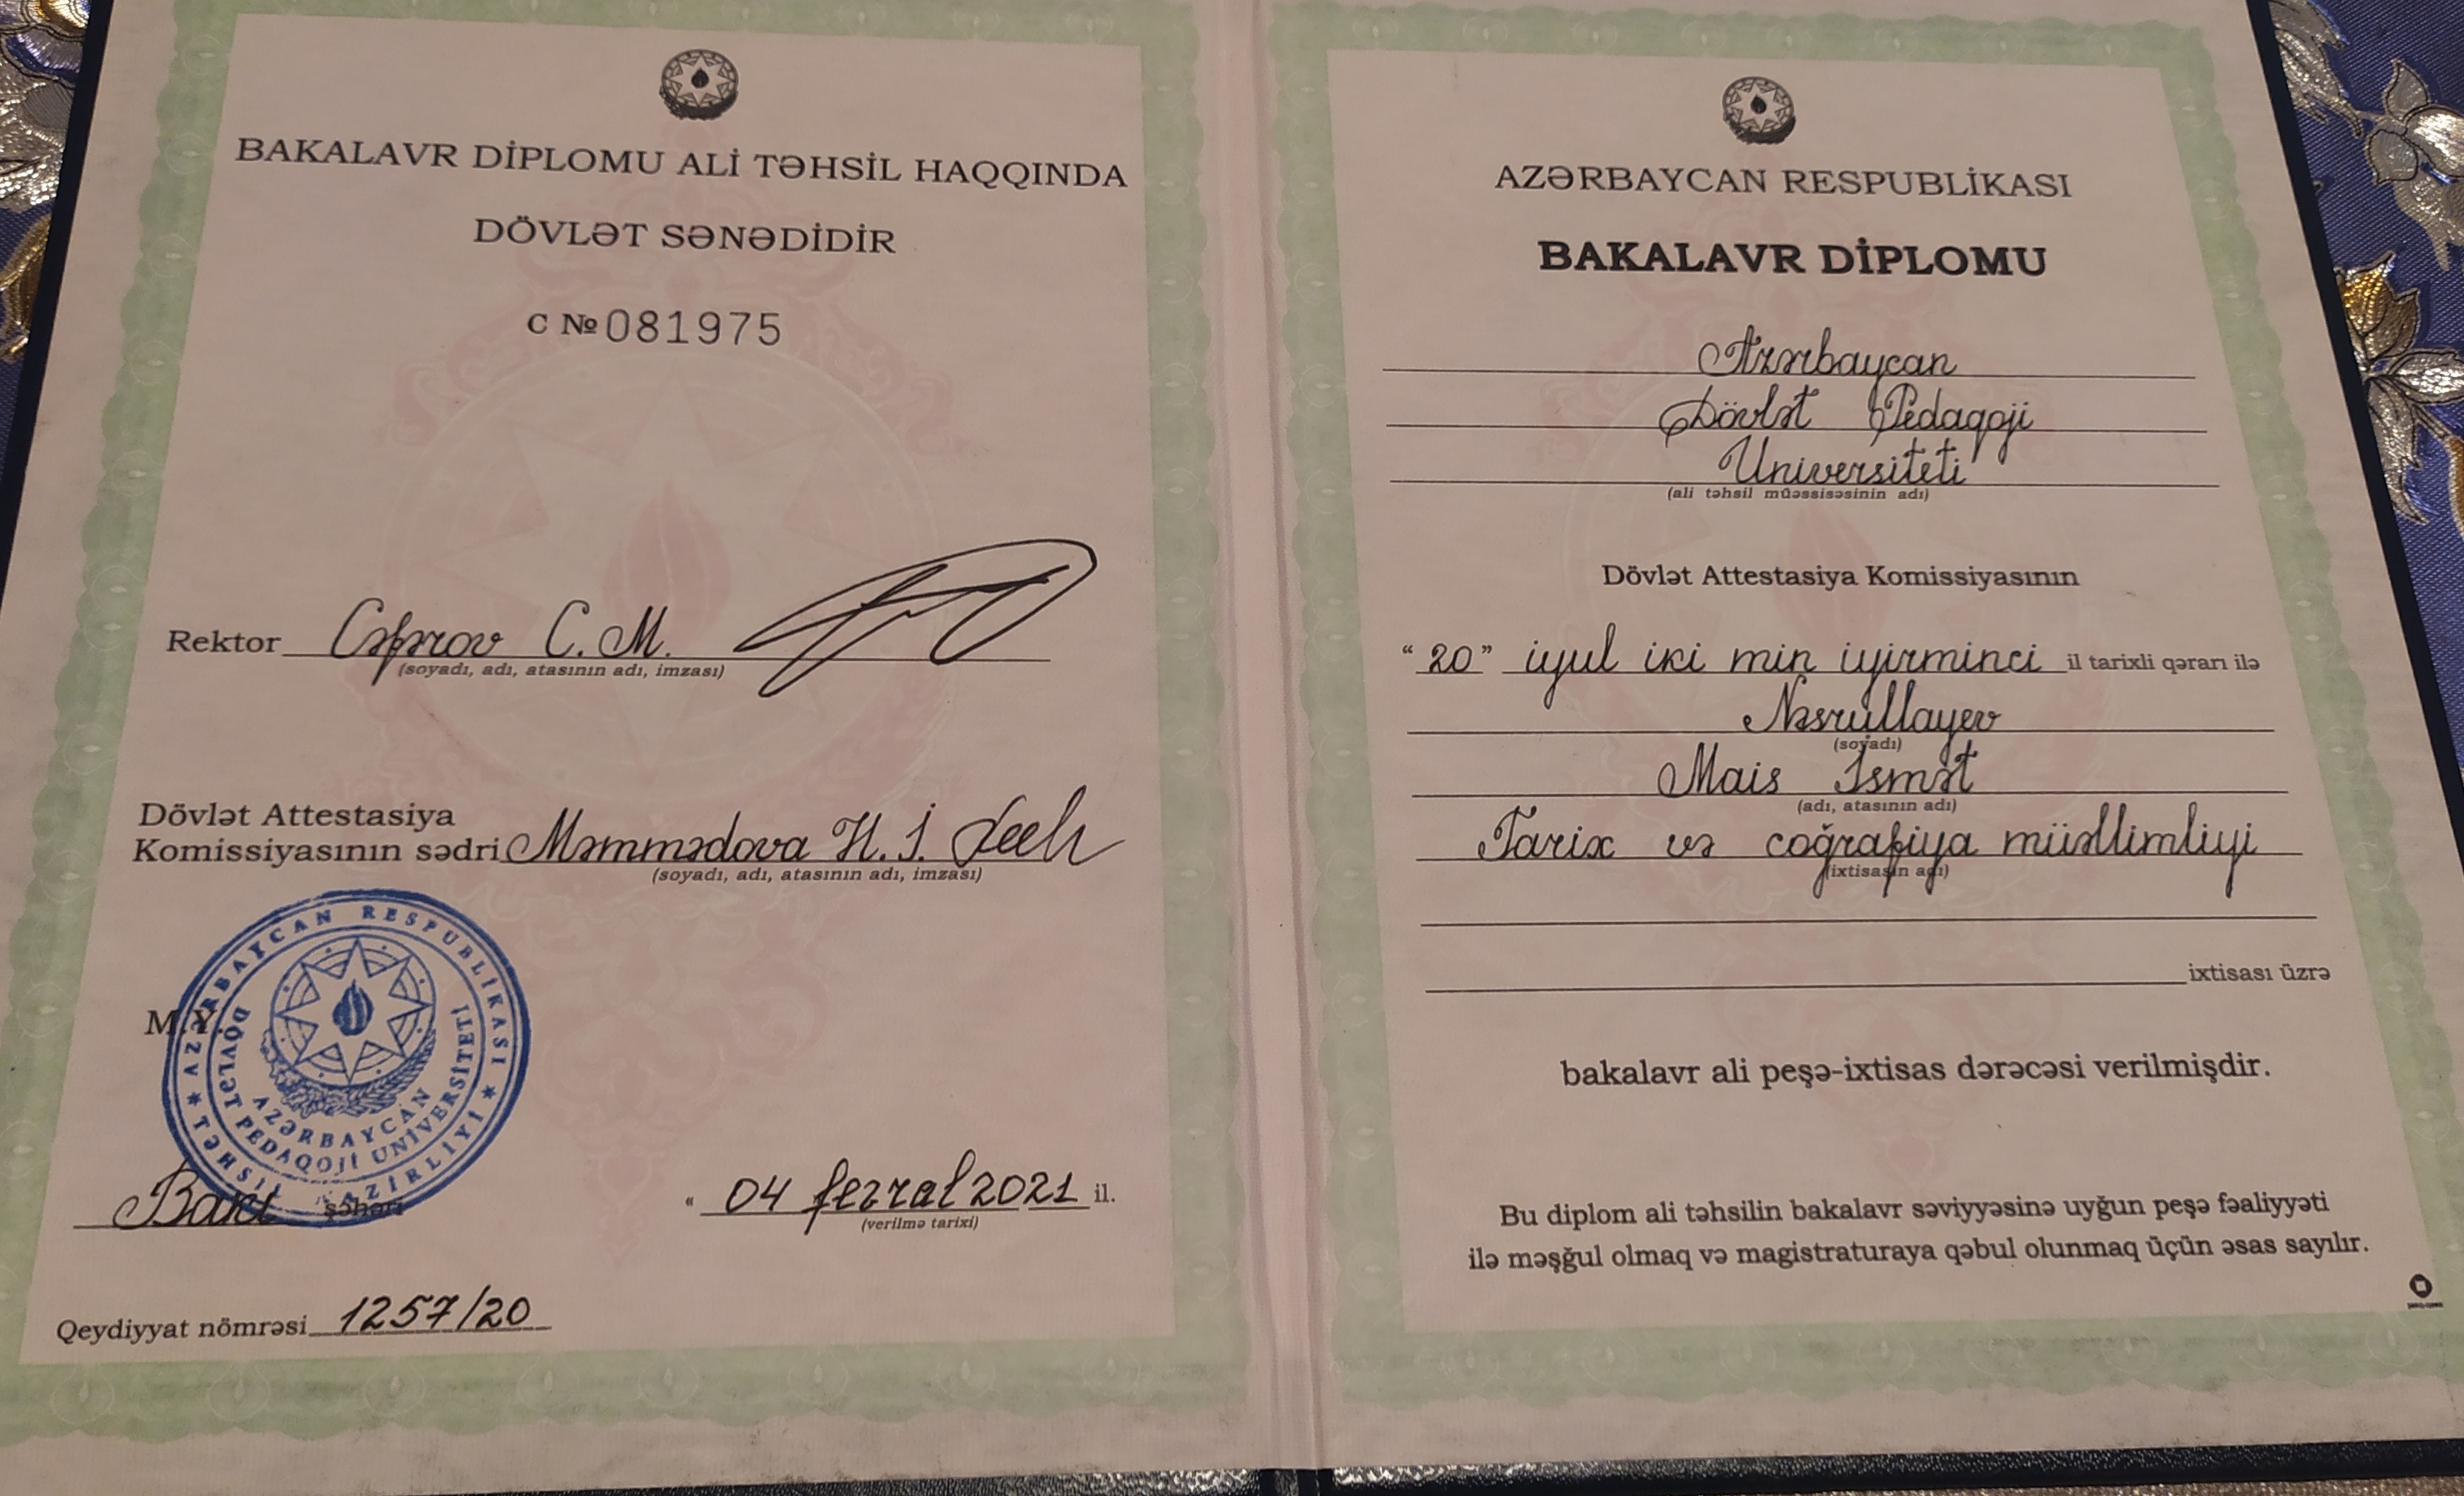 BAKALAVR DİPLOMU ALİ TƏHSİL HAQQINDA
DÖVLƏT SƏNƏDİDİR
C №081975
Rektor Cəfərov C. M.
(soyadı, adı, atasının adı, imzası)
Dövlət Attestasiya
Komissiyasının sədri Məmmədova H. İ.
(soyadı, adı, atasının adı, imzası)
M.Y.
AZƏRBAYCAN RESPUBLİKASI
TƏHSİL NAZİRLİYİ
AZƏRBAYCAN
DÖVLƏT PEDAQOJİ UNİVERSİTETİ
Bakı şəhəri
" 04 fevral 2021 il.
(verilmə tarixi)
Qeydiyyat nömrəsi 1257/20
AZƏRBAYCAN RESPUBLİKASI
BAKALAVR DİPLOMU
Azərbaycan
Dövlət Pedaqoji
Universiteti
(ali təhsil müəssisəsinin adı)
Dövlət Attestasiya Komissiyasının
"20" iyul iki min iyirminci il tarixli qərarı ilə
Nəsrullayev
(soyadı)
Mais İsmət
(adı, atasının adı)
Tarix və coğrafiya müəllimliyi
(ixtisasın adı)
ixtisası üzrə
bakalavr ali peşə-ixtisas dərəcəsi verilmişdir.
Bu diplom ali təhsilin bakalavr səviyyəsinə uyğun peşə fəaliyyəti
ilə məşğul olmaq və magistraturaya qəbul olunmaq üçün əsas sayılır.